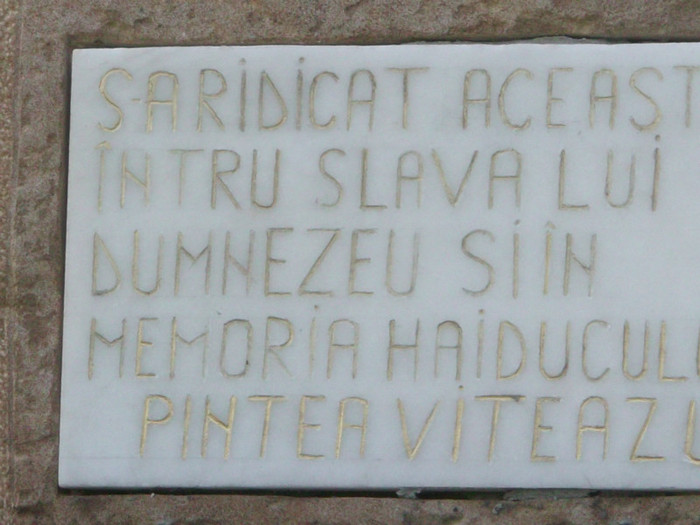 S-A RIDICAT ACEAST
ÎNTRU SLAVA LUI
DUMNEZEU SI ÎN
MEMORIA HAIDUCULU
PINTEA VITEAZU